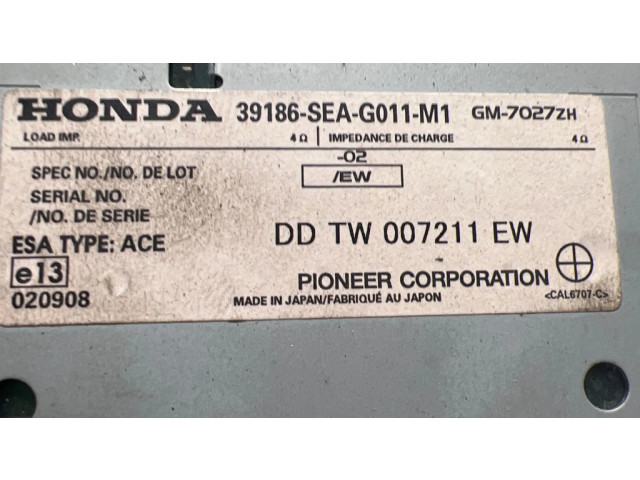 HONDA 39186-SEA-G011-M1 GM-7027ZH
LOAD IMP. 4 Ω IMPEDANCE DE CHARGE 4 Ω
-02
SPEC NO./NO. DE LOT /EW
SERIAL NO.
/NO. DE SERIE
DD TW 007211 EW
ESA TYPE: ACE
e13
020908
PIONEER CORPORATION
MADE IN JAPAN/FABRIQUÉ AU JAPON
<CAL6707-C>